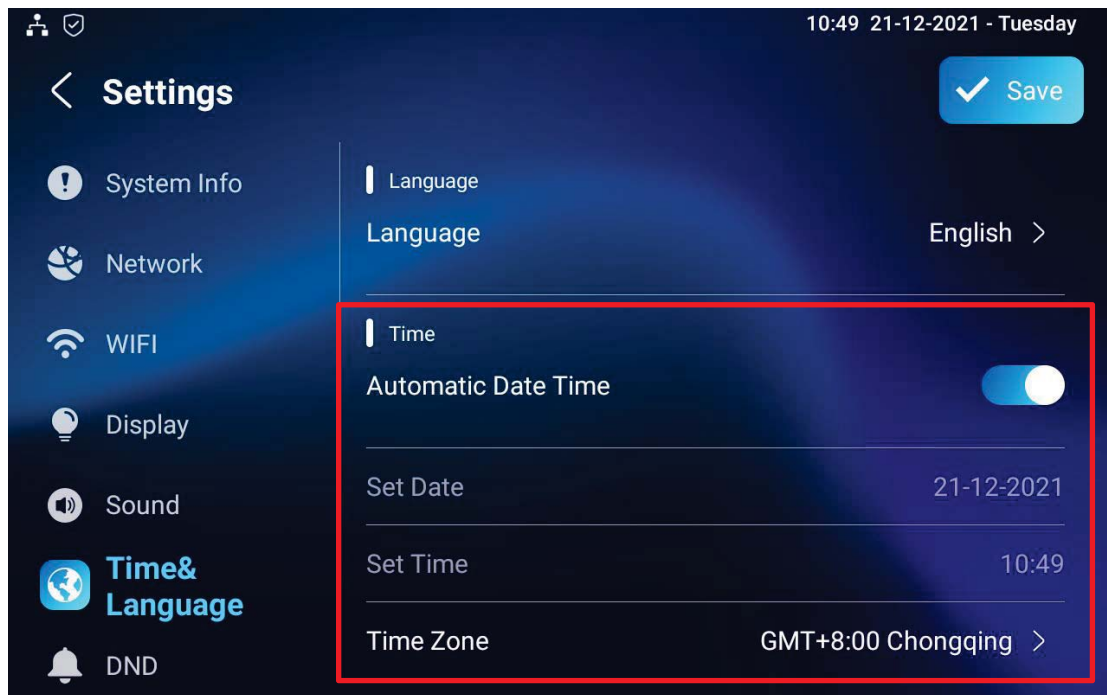 10:49 21-12-2021 - Tuesday
Settings
Save
System Info
Network
WIFI
Display
Sound
Time&
Language
DND
Language
Language English
Time
Automatic Date Time
Set Date 21-12-2021
Set Time 10:49
Time Zone GMT+8:00 Chongqing